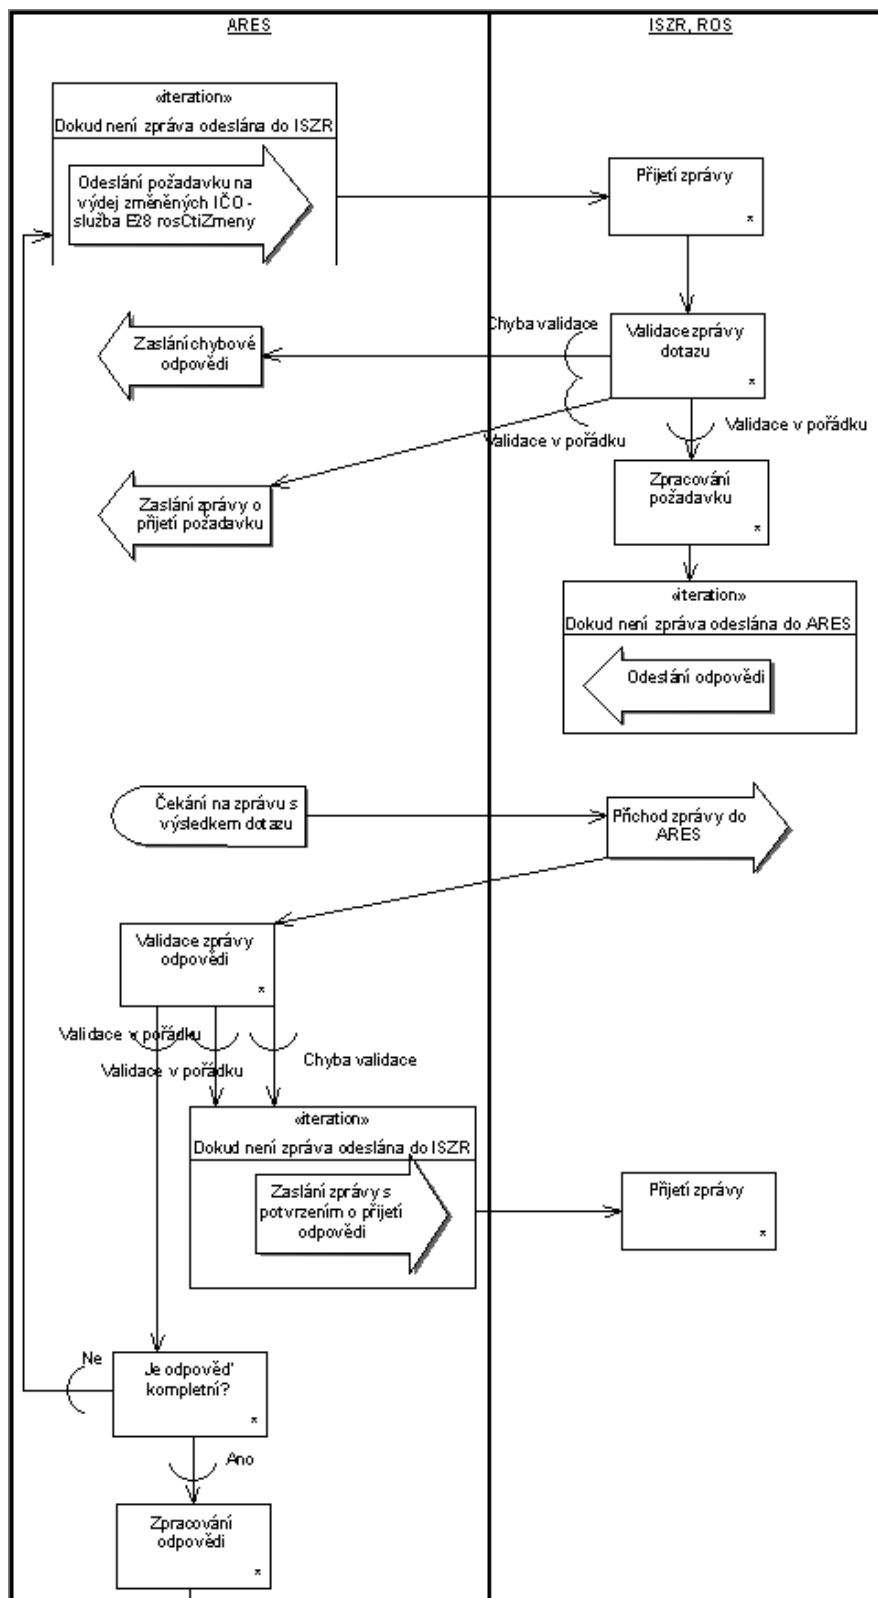 ARES
ISZR, ROS
«iteration»
Dokud není zpráva odeslána do ISZR
Odeslání požadavku na
výdej změněných IČO -
služba E28 rosCtiZmeny
Přijetí zprávy
*
Chyba validace
Validace zprávy
dotazu
*
Zaslání chybové
odpovědi
Validace v pořádku
Validace v pořádku
Zaslání zprávy o
přijetí požadavku
Zpracování
požadavku
*
«iteration»
Dokud není zpráva odeslána do ARES
Odeslání odpovědi
Čekání na zprávu s
výsledkem dotazu
Příchod zprávy do
ARES
Validace zprávy
odpovědi
*
Validace v pořádku
Validace v pořádku
Chyba validace
«iteration»
Dokud není zpráva odeslána do ISZR
Zaslání zprávy s
potvrzením o přijetí
odpovědi
Přijetí zprávy
*
Ne
Je odpověď
kompletní?
*
Ano
Zpracování
odpovědi
*